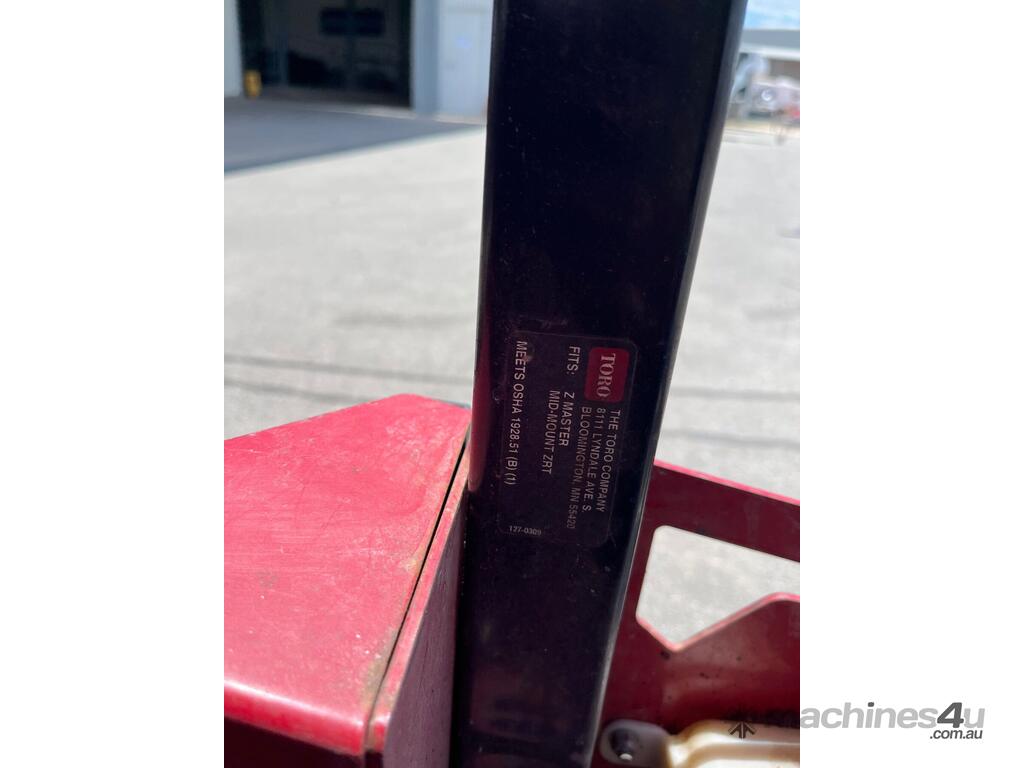 TORO
THE TORO COMPANY
8111 LYNDALE AVE. S.
BLOOMINGTON, MN 55420
FITS: Z MASTER
MID-MOUNT ZRT
MEETS OSHA 1928.51 (B) (1)
127-0309
machines4u
.com.au